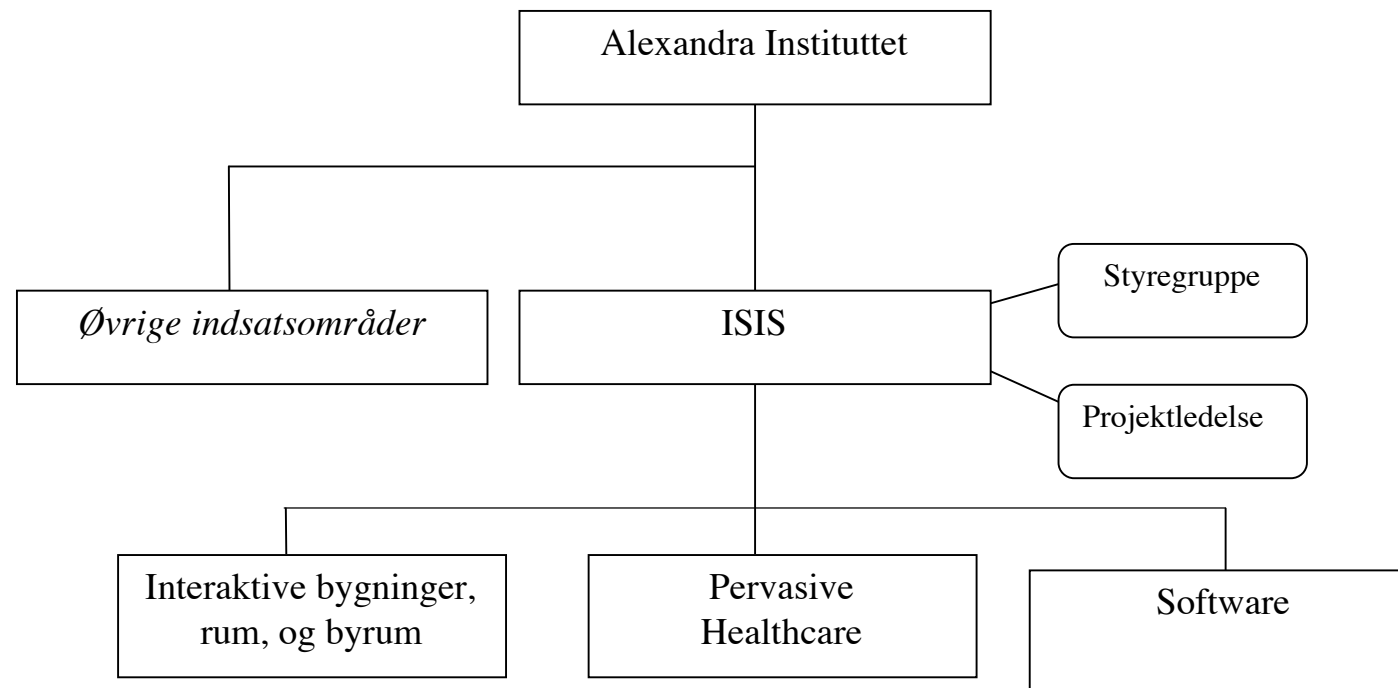 Alexandra Instituttet
Styregruppe
Øvrige indsatsområder
ISIS
Projektledelse
Interaktive bygninger,
rum, og byrum
Pervasive
Healthcare
Software